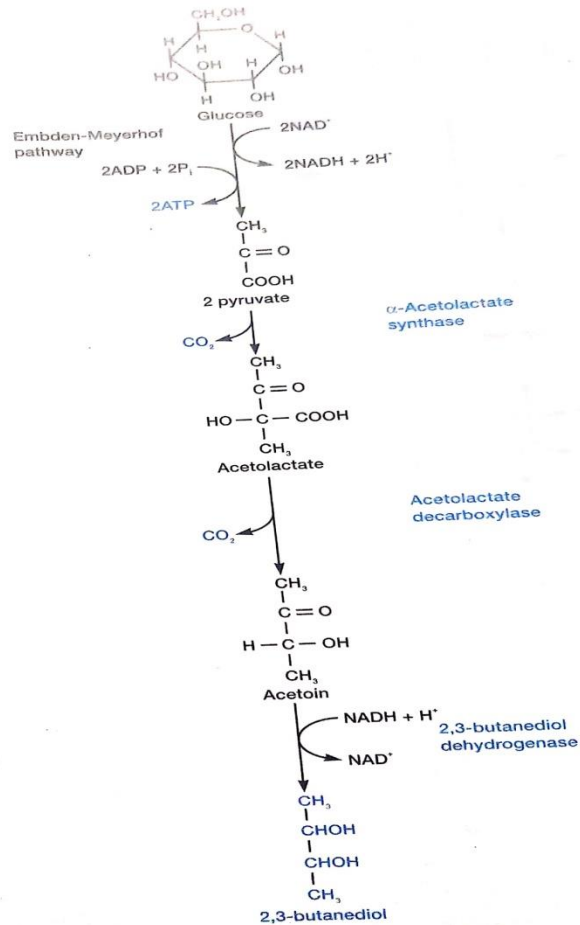 CH₂OH
H
O
H
H
H
OH
H
HO
OH
H
OH
Glucose
Embden-Meyerhof
pathway
2NAD⁺
2ADP + 2Pᵢ
2NADH + 2H⁺
2ATP
CH₃
C=O
COOH
2 pyruvate
α-Acetolactate
synthase
CO₂
CH₃
C=O
HO—C—COOH
CH₃
Acetolactate
Acetolactate
decarboxylase
CO₂
CH₃
C=O
H—C—OH
CH₃
Acetoin
NADH + H⁺
2,3-butanediol
dehydrogenase
NAD⁺
CH₃
CHOH
CHOH
CH₃
2,3-butanediol